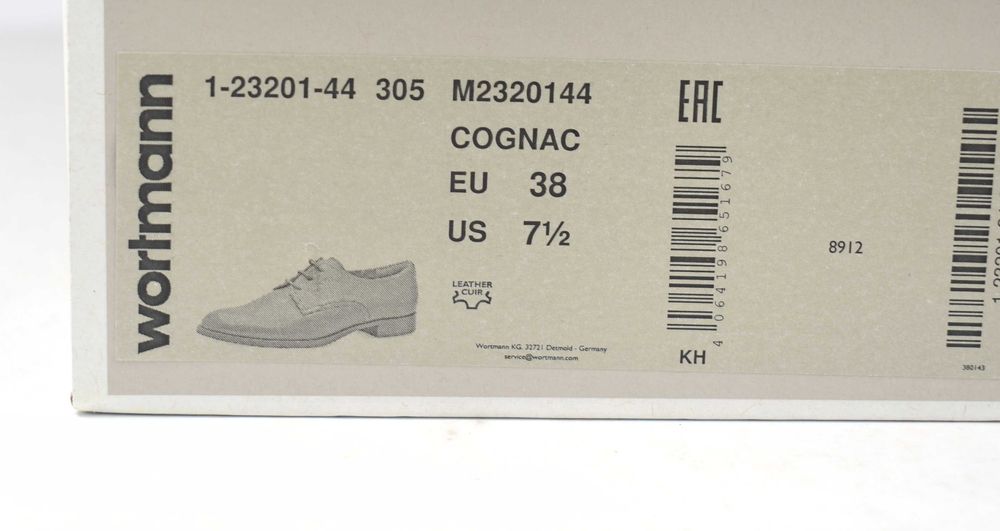 wortmann
1-23201-44 305 M2320144
COGNAC
EU 38
US 7½
LEATHER
CUIR
Wortmann KG. 32721 Detmold - Germany
service@wortmann.com
EAC
4 064198 651679
KH
8912
380143